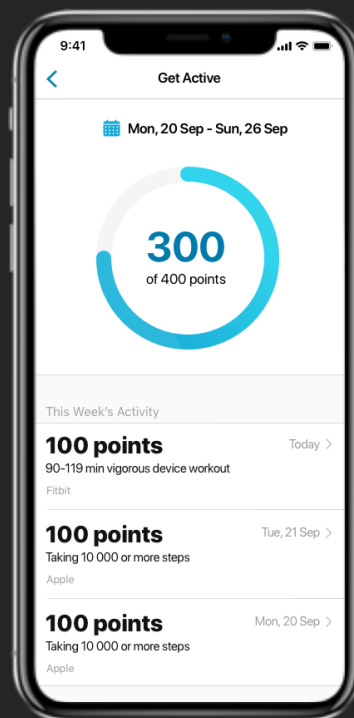 9:41
Get Active
Mon, 20 Sep - Sun, 26 Sep
300
of 400 points
This Week's Activity
100 points
Today
90-119 min vigorous device workout
Fitbit
100 points
Tue, 21 Sep
Taking 10 000 or more steps
Apple
100 points
Mon, 20 Sep
Taking 10 000 or more steps
Apple